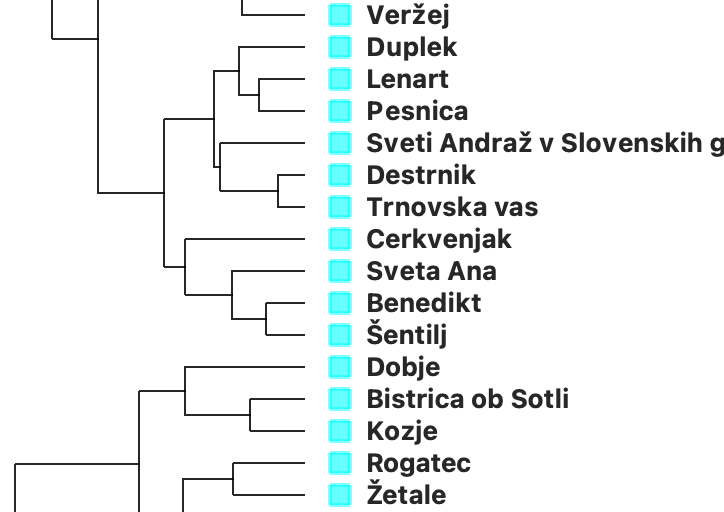 Veržej
Duplek
Lenart
Pesnica
Sveti Andraž v Slovenskih g
Destrnik
Trnovska vas
Cerkvenjak
Sveta Ana
Benedikt
Šentilj
Dobje
Bistrica ob Sotli
Kozje
Rogatec
Žetale